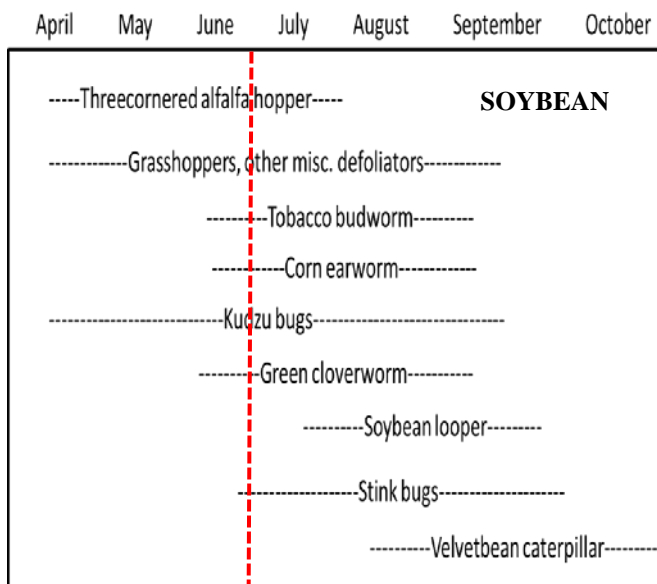 April May June July August September October
-----Threecornered alfalfa hopper-----
SOYBEAN
-------------Grasshoppers, other misc. defoliators-------------
----------Tobacco budworm----------
------------Corn earworm-------------
-----------------------------Kudzu bugs--------------------------------
----------Green cloverworm-----------
----------Soybean looper---------
--------------------Stink bugs---------------------
----------Velvetbean caterpillar---------